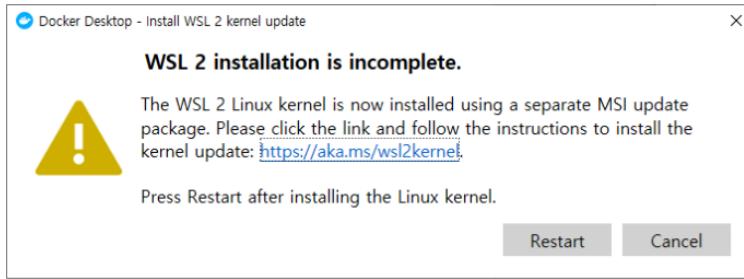 Docker Desktop - Install WSL 2 kernel update
WSL 2 installation is incomplete.
The WSL 2 Linux kernel is now installed using a separate MSI update
package. Please click the link and follow the instructions to install the
kernel update: https://aka.ms/wsl2kernel.
Press Restart after installing the Linux kernel.
Restart Cancel